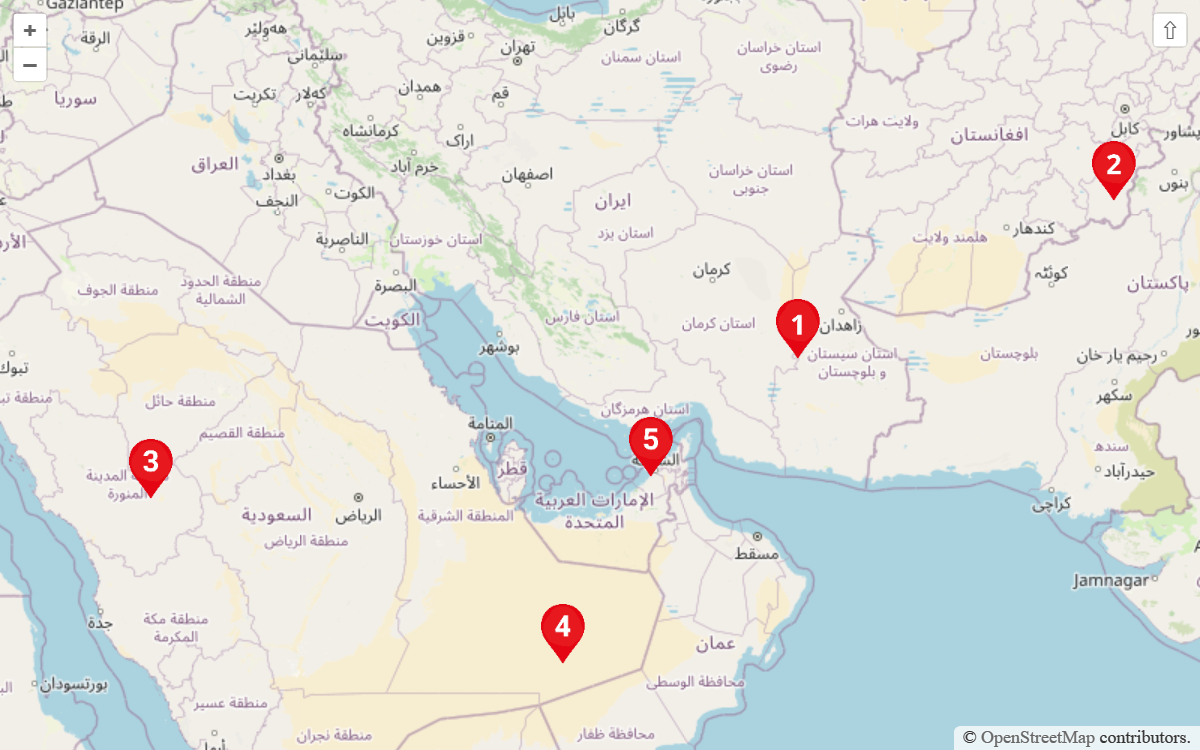 Gaziantep
+
−
⇧
الرقة
سوريا
هەولێر
سلێمانی
تكريت
كەلار
قزوین
تهران
بابل
گرگان
استان سمنان
استان خراسان
رضوی
همدان
قم
کرمانشاه
اراک
خرم آباد
اصفهان
ولايت هرات
افغانستان
کابل
پشاور
بنوں
2
العراق
بغداد
الكوت
النجف
الناصرية
البصرة
استان خوزستان
ایران
استان یزد
استان خراسان
جنوبی
هلمند ولايت
کندهار
کوئٹہ
پاکستان
کرمان
استان کرمان
استان فارس
1
زاهدان
استان سیستان
و بلوچستان
بلوچستان
رحیم یار خان
سکھر
سندھ
حیدرآباد
کراچی
Jamnagar
منطقة الجوف
منطقة الحدود
الشمالية
الكويت
بوشهر
تبوك
منطقة حائل
منطقة القصيم
3
المدينة
المنورة
المنامة
قطر
الأحساء
السعودية
الرياض
منطقة الرياض
المنطقة الشرقية
استان هرمزگان
5
الإمارات العربية
المتحدة
مسقط
4
عمان
محافظة الوسطى
محافظة ظفار
جدة
منطقة مكة
المكرمة
بورتسودان
منطقة عسير
منطقة نجران
© OpenStreetMap contributors.